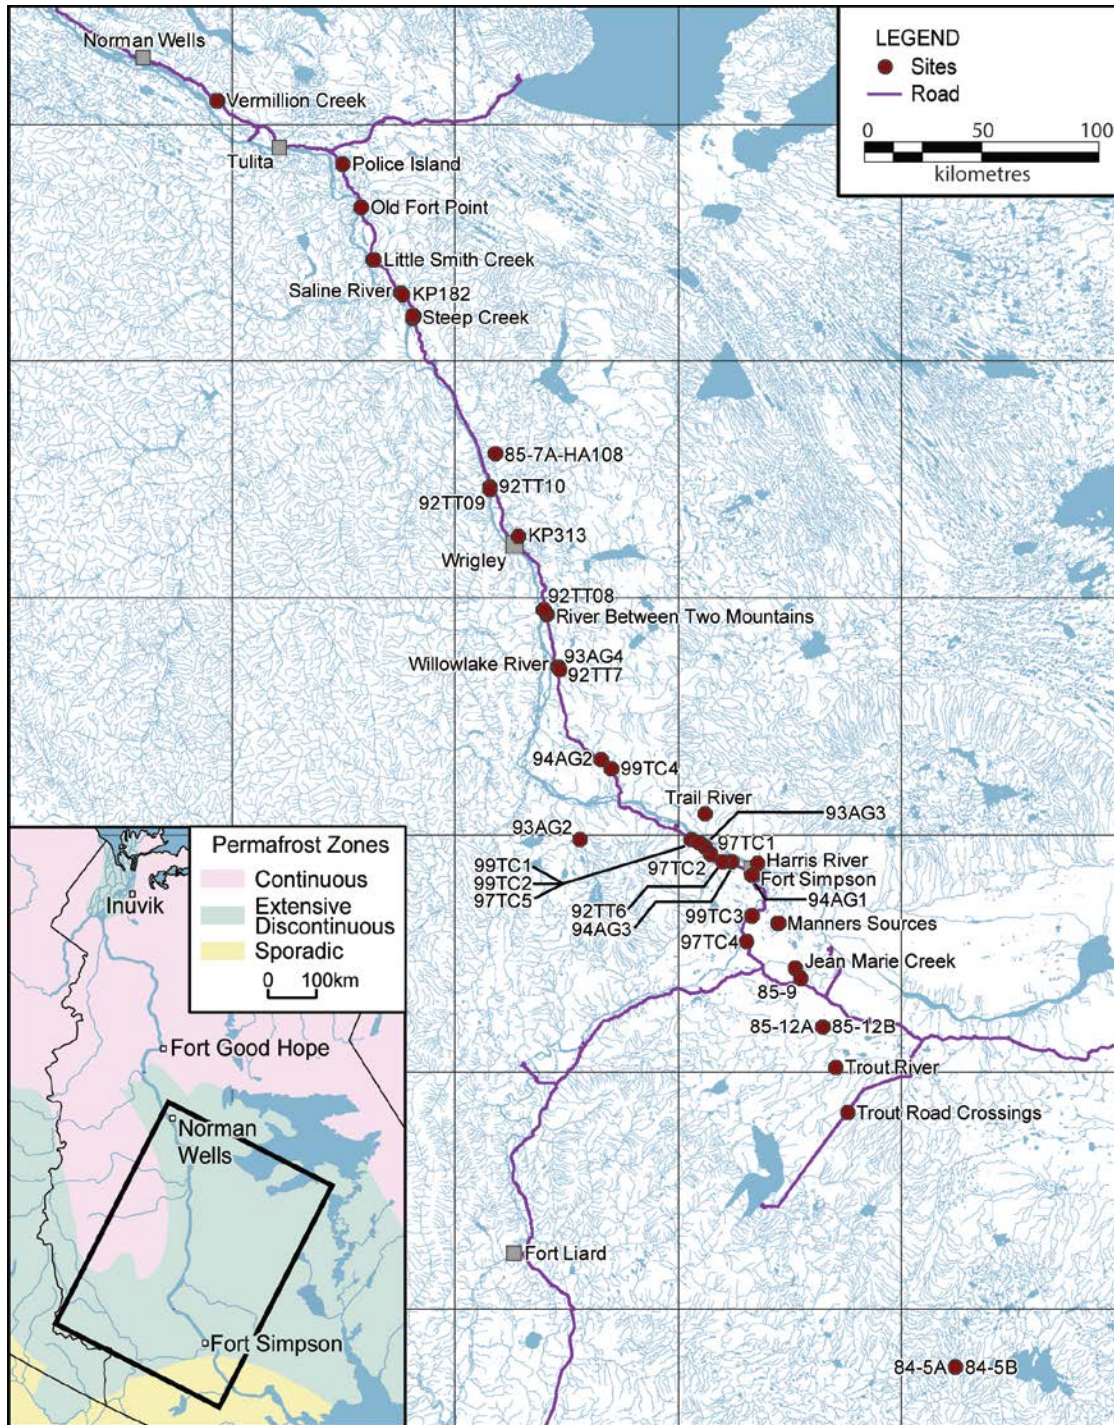 LEGEND
Sites
Road
0 50 100
kilometres
Norman Wells
Vermillion Creek
Tulita
Police Island
Old Fort Point
Little Smith Creek
Saline River
KP182
Steep Creek
85-7A-HA108
92TT10
92TT09
KP313
Wrigley
92TT08
River Between Two Mountains
Willowlake River
93AG4
92TT7
94AG2
99TC4
Trail River
93AG3
93AG2
97TC1
99TC1
99TC2
97TC5
97TC2
Harris River
Fort Simpson
92TT6
94AG3
94AG1
99TC3
Manners Sources
97TC4
Jean Marie Creek
85-9
85-12A
85-12B
Trout River
Trout Road Crossings
Fort Liard
84-5A
84-5B
Permafrost Zones
Continuous
Extensive
Discontinuous
Sporadic
0 100km
Inuvik
Fort Good Hope
Norman
Wells
Fort Simpson